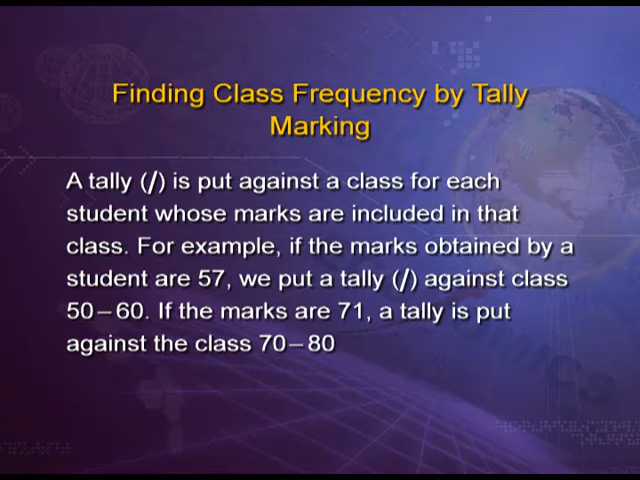 Finding Class Frequency by Tally
Marking
A tally (/) is put against a class for each
student whose marks are included in that
class. For example, if the marks obtained by a
student are 57, we put a tally (/) against class
50–60. If the marks are 71, a tally is put
against the class 70–80